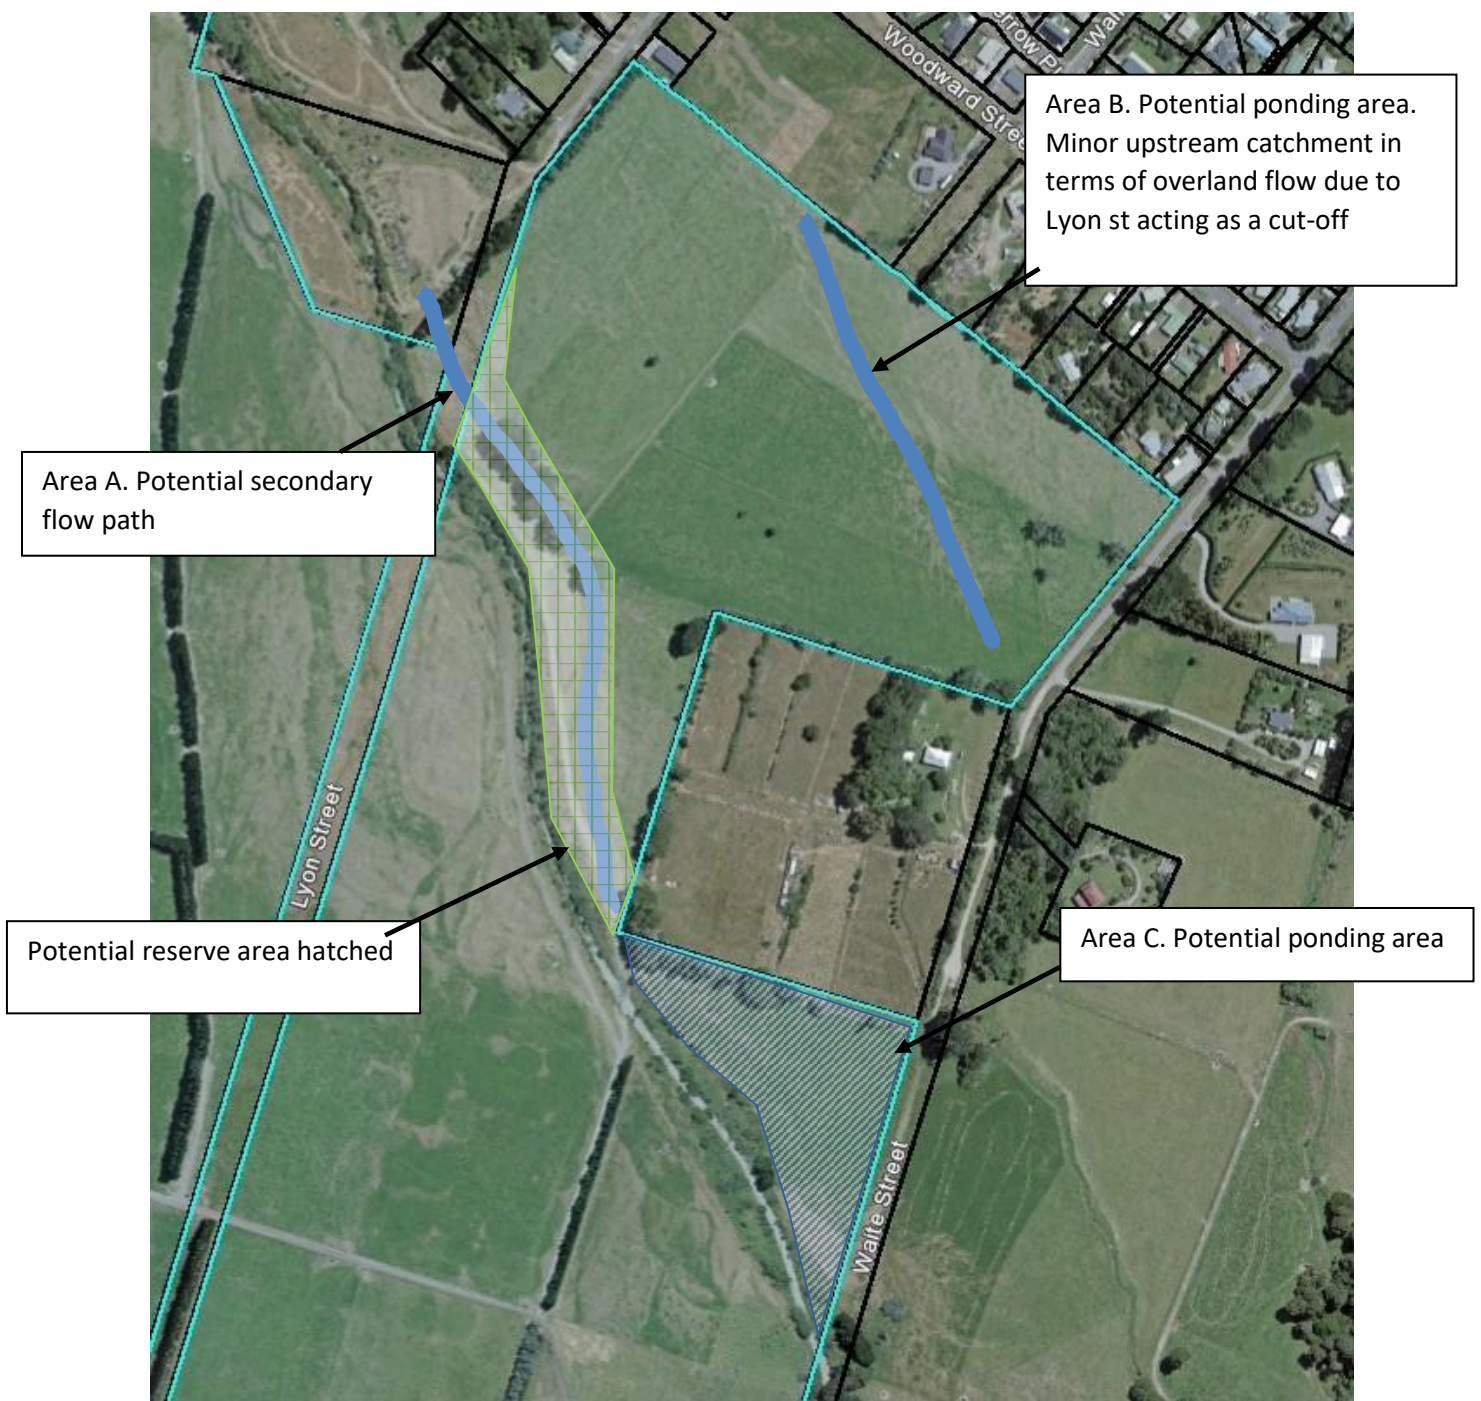 Woodward Stree
Area B. Potential ponding area.
Minor upstream catchment in
terms of overland flow due to
Lyon st acting as a cut-off
Area A. Potential secondary
flow path
Lyon Street
Potential reserve area hatched
Area C. Potential ponding area
Waite Street